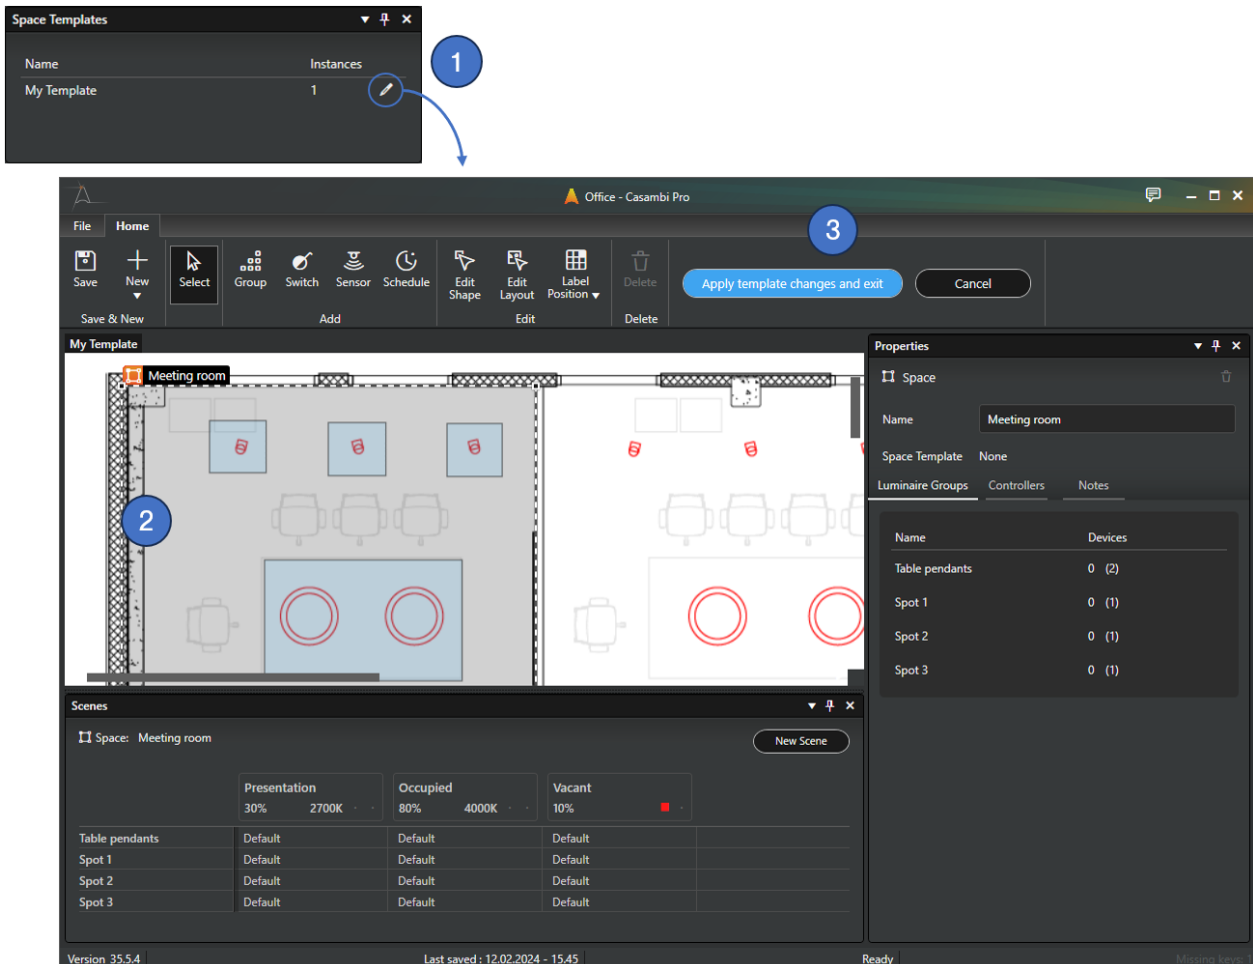 Space Templates
Name Instances
My Template 1
1
Office - Casambi Pro
File Home
3
Save New Select Group Switch Sensor Schedule Edit Shape Edit Layout Label Position Delete
Apply template changes and exit Cancel
Save & New Add Edit Delete
My Template
Meeting room
2
Properties
Space
Name Meeting room
Space Template None
Luminaire Groups Controllers Notes
Name Devices
Table pendants 0 (2)
Spot 1 0 (1)
Spot 2 0 (1)
Spot 3 0 (1)
Scenes
Space: Meeting room
New Scene
Presentation Occupied Vacant
30% 2700K 80% 4000K 10%
Table pendants Default Default Default
Spot 1 Default Default Default
Spot 2 Default Default Default
Spot 3 Default Default Default
Version 35.5.4 Last saved : 12.02.2024 - 15.45 Ready Missing keys: 1